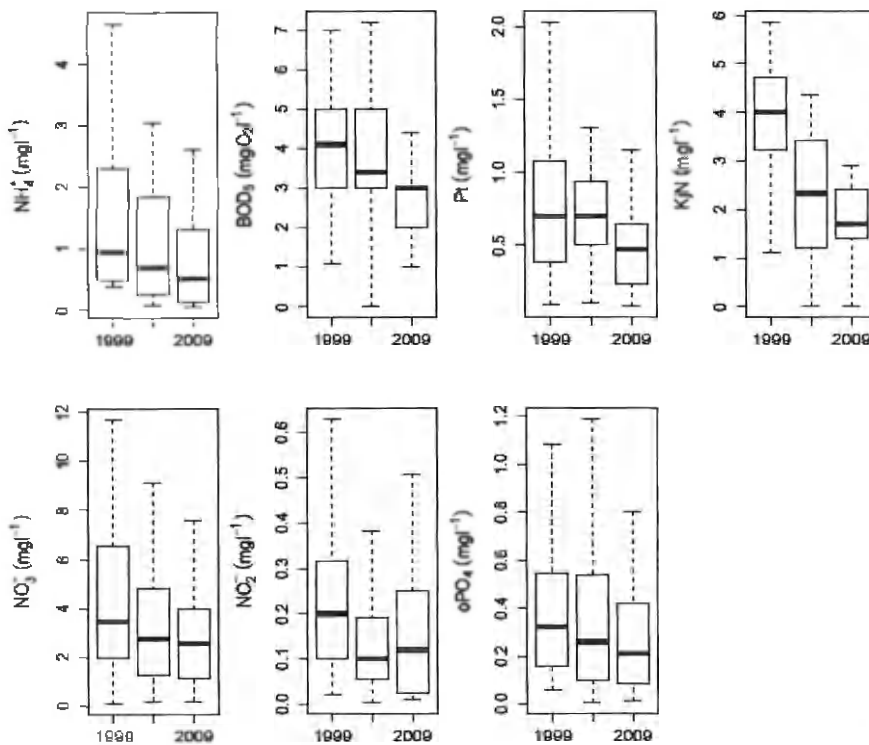 NH₄⁺ (mgl⁻¹)
0 1 2 3 4
1999 2009
BOD₅ (mgO₂l⁻¹)
0 1 2 3 4 5 6 7
1999 2009
Pt (mgl⁻¹)
0.5 1.0 1.5 2.0
1999 2009
KjN (mgl⁻¹)
0 1 2 3 4 5 6
1999 2009
NO₃⁻ (mgl⁻¹)
0 2 4 6 8 10 12
1999 2009
NO₂⁻ (mgl⁻¹)
0.0 0.1 0.2 0.3 0.4 0.5 0.6
1999 2009
oPO₄ (mgl⁻¹)
0.0 0.2 0.4 0.6 0.8 1.0 1.2
1999 2009